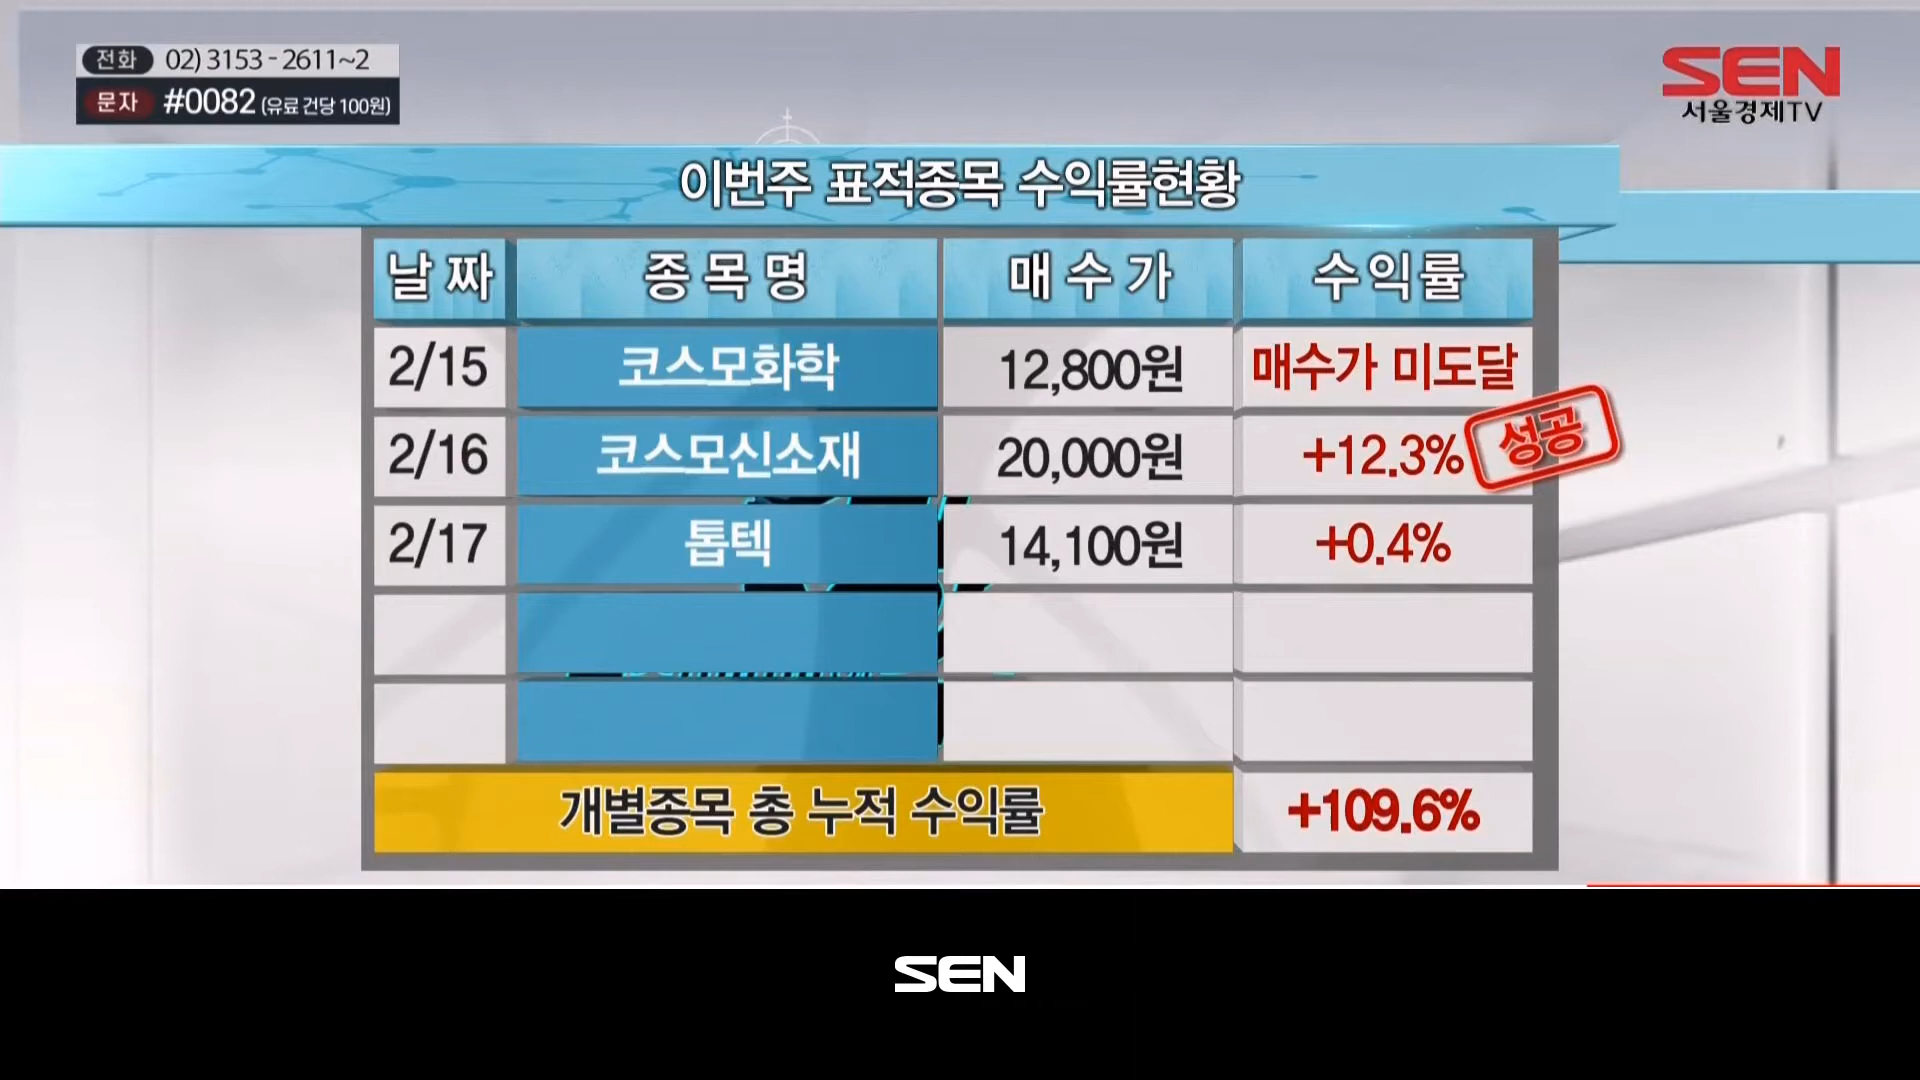 전화 02) 3153-2611~2
문자 #0082 (유료 건당 100원)
SEN
서울경제TV
이번주 표적종목 수익률현황
날짜 종목명 매수가 수익률
2/15 코스모화학 12,800원 매수가 미도달
2/16 코스모신소재 20,000원 +12.3% 성공
2/17 톱텍 14,100원 +0.4%
개별종목 총 누적 수익률 +109.6%
SEN